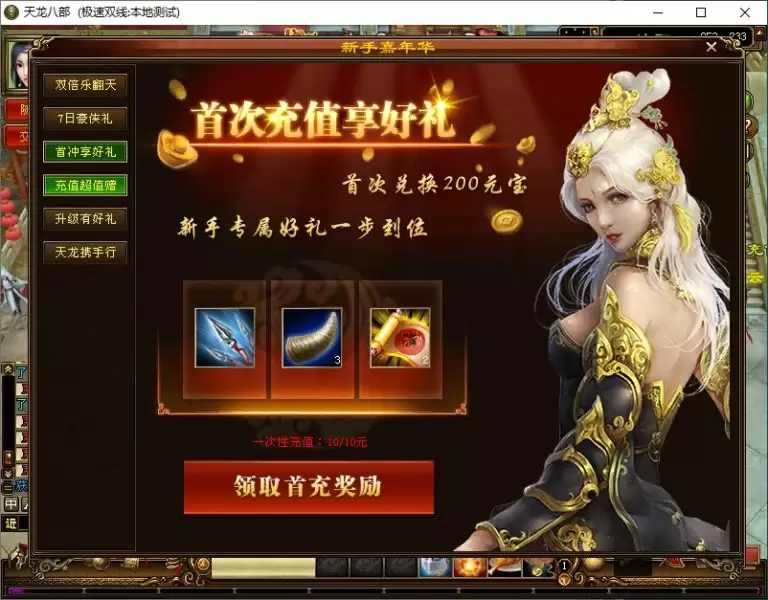 天龙八部 (极速双线:本地测试)
新手嘉年华
双倍乐翻天
7日豪侠礼
首冲享好礼
充值超值赠
升级有好礼
天龙携手行
首次充值享好礼
首次兑换200元宝
新手专属好礼一步到位
3
2
一次性充值：10/10元
领取首充奖励
近